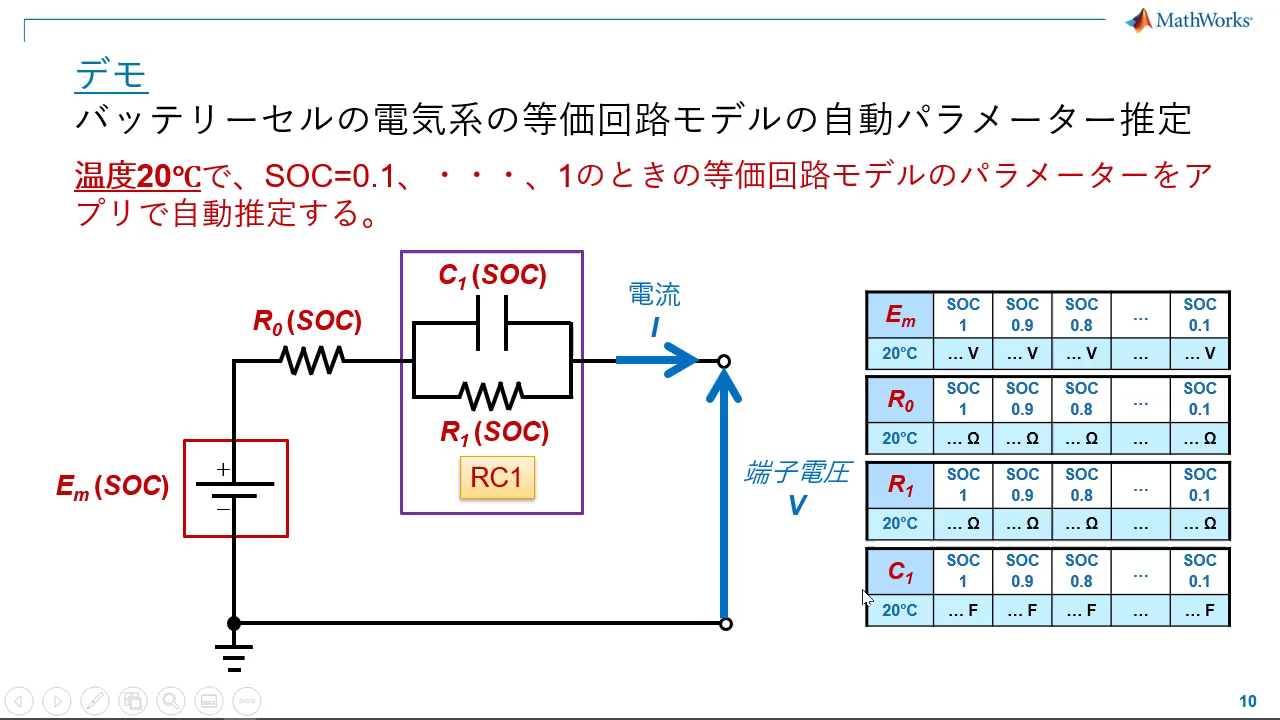 MathWorks®
デモ
バッテリーセルの電気系の等価回路モデルの自動パラメーター推定
温度20℃で、SOC=0.1、・・・、1のときの等価回路モデルのパラメーターをア
プリで自動推定する。
C1 (SOC)
R0 (SOC)
電流
I
R1 (SOC)
RC1
Em (SOC)
+
−
端子電圧
V
Em SOC 1 SOC 0.9 SOC 0.8 … SOC 0.1
20°C … V … V … V … … V
R0 SOC 1 SOC 0.9 SOC 0.8 … SOC 0.1
20°C … Ω … Ω … Ω … … Ω
R1 SOC 1 SOC 0.9 SOC 0.8 … SOC 0.1
20°C … Ω … Ω … Ω … … Ω
C1 SOC 1 SOC 0.9 SOC 0.8 … SOC 0.1
20°C … F … F … F … … F
10